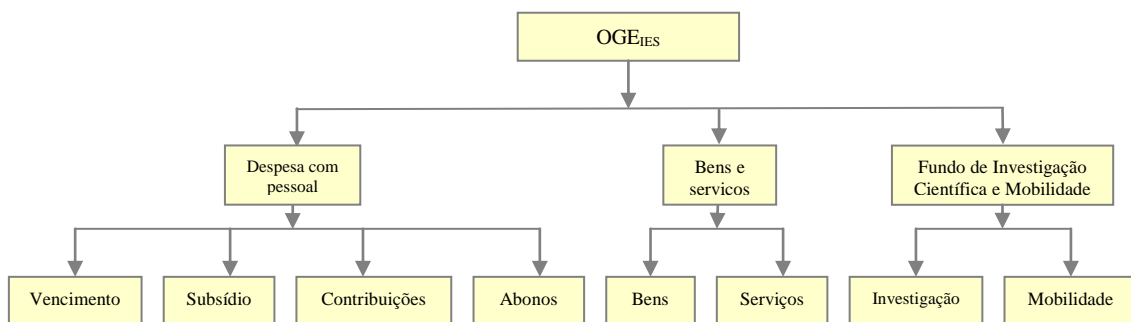 OGEIES
Despesa com
pessoal
Bens e
servicos
Fundo de Investigação
Científica e Mobilidade
Vencimento
Subsídio
Contribuições
Abonos
Bens
Serviços
Investigação
Mobilidade